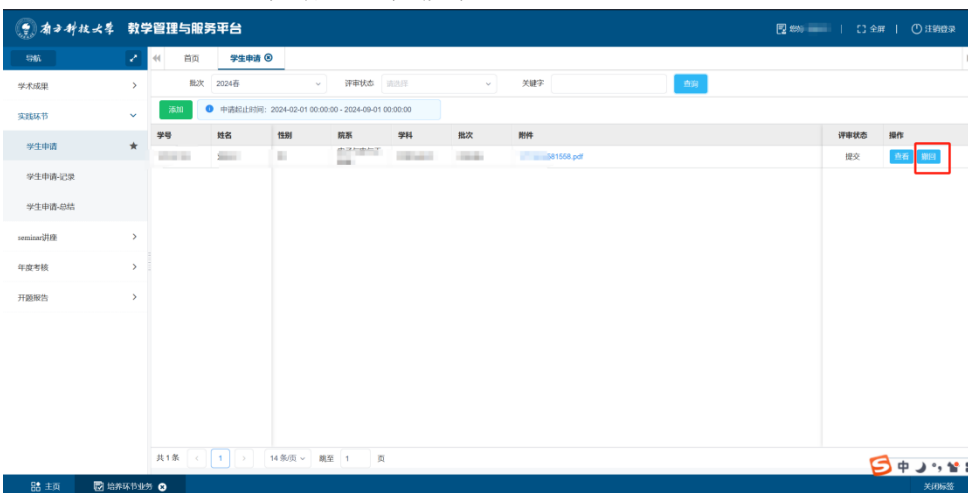 南方科技大学 教学管理与服务平台
您好 | 全屏 | 注销登录
导航
首页 学生申请
学术成果
实践环节
学生申请
学生申请-记录
学生申请-总结
seminar讲座
年度考核
开题报告
批次 2024春 评审状态 请选择 关键字 查询
添加 申请起止时间: 2024-02-01 00:00:00 - 2024-09-01 00:00:00
学号 姓名 性别 院系 学科 批次 附件 评审状态 操作
581558.pdf 提交 查看 撤回
共 1 条 1 14 条/页 跳至 1 页
中
主页 培养环节业务 关闭标签